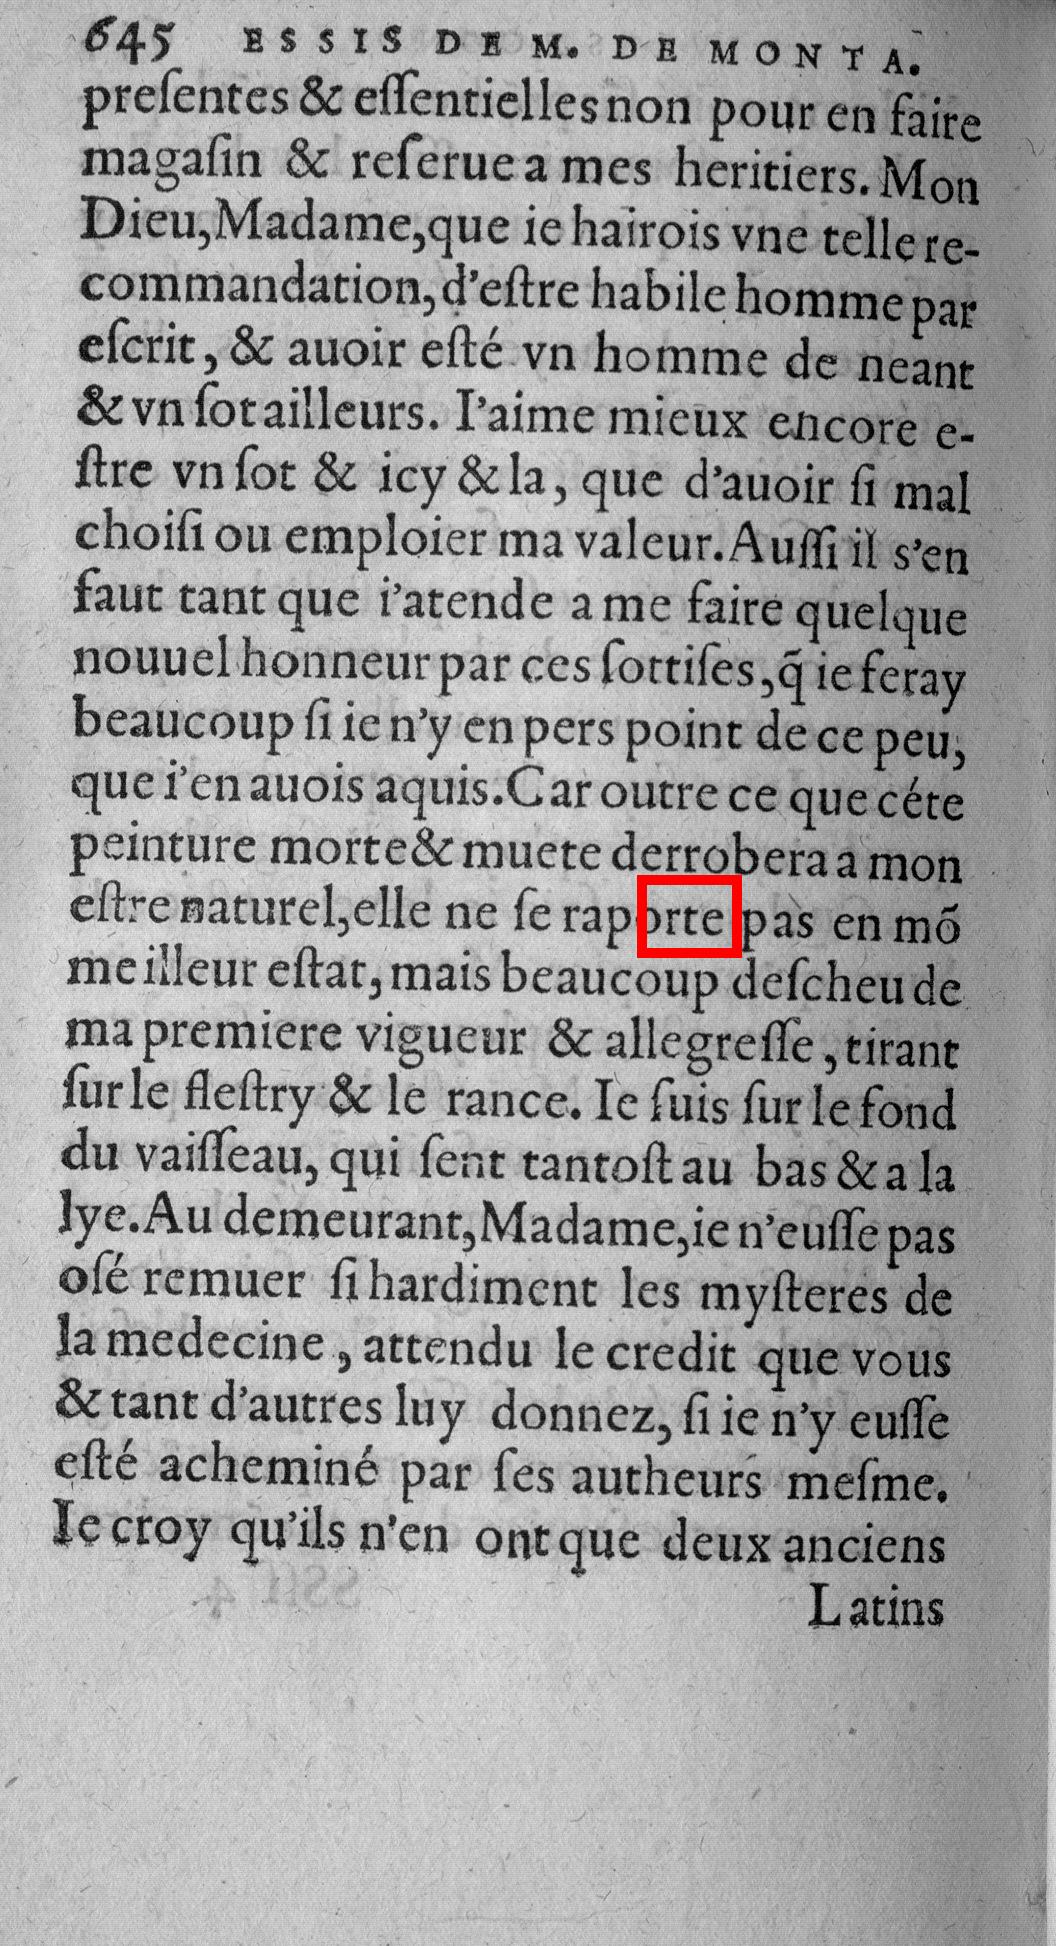 645 ESSIS DE M. DE MONTA.
preſentes & eſſentielles non pour en faire
magaſin & reſerue a mes heritiers. Mon
Dieu, Madame, que ie hairois vne telle re-
commandation, d'eſtre habile homme par
eſcrit, & auoir eſté vn homme de neant
& vn ſot ailleurs. I'aime mieux encore e-
ſtre vn ſot & icy & la, que d'auoir ſi mal
choiſi ou emploier ma valeur. Auſſi il s'en
faut tant que i'atende a me faire quelque
nouuel honneur par ces ſottiſes, q̃ ie feray
beaucoup ſi ie n'y en pers point de ce peu,
que i'en auois aquis. Car outre ce que céte
peinture morte & muete derrobera a mon
eſtre naturel, elle ne ſe raporte pas en mõ
meilleur eſtat, mais beaucoup deſcheu de
ma premiere vigueur & allegreſſe, tirant
ſur le fleſtry & le rance. Ie ſuis ſur le fond
du vaiſſeau, qui ſent tantoſt au bas & a la
lye. Au demeurant, Madame, ie n'euſſe pas
oſé remuer ſi hardiment les myſteres de
la medecine, attendu le credit que vous
& tant d'autres luy donnez, ſi ie n'y euſſe
eſté acheminé par ſes autheurs meſme.
Ie croy qu'ils n'en ont que deux anciens
Latins